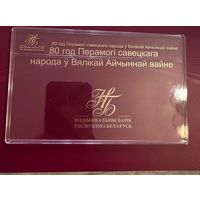 80 год Перамогі савецкага народа ў Вялікай Айчыннай вайне
80 год Перамогі савецкага
народа ў Вялікай Айчыннай вайне
НАЦЫЯНАЛЬНЫ БАНК
РЭСПУБЛІКІ БЕЛАРУСЬ